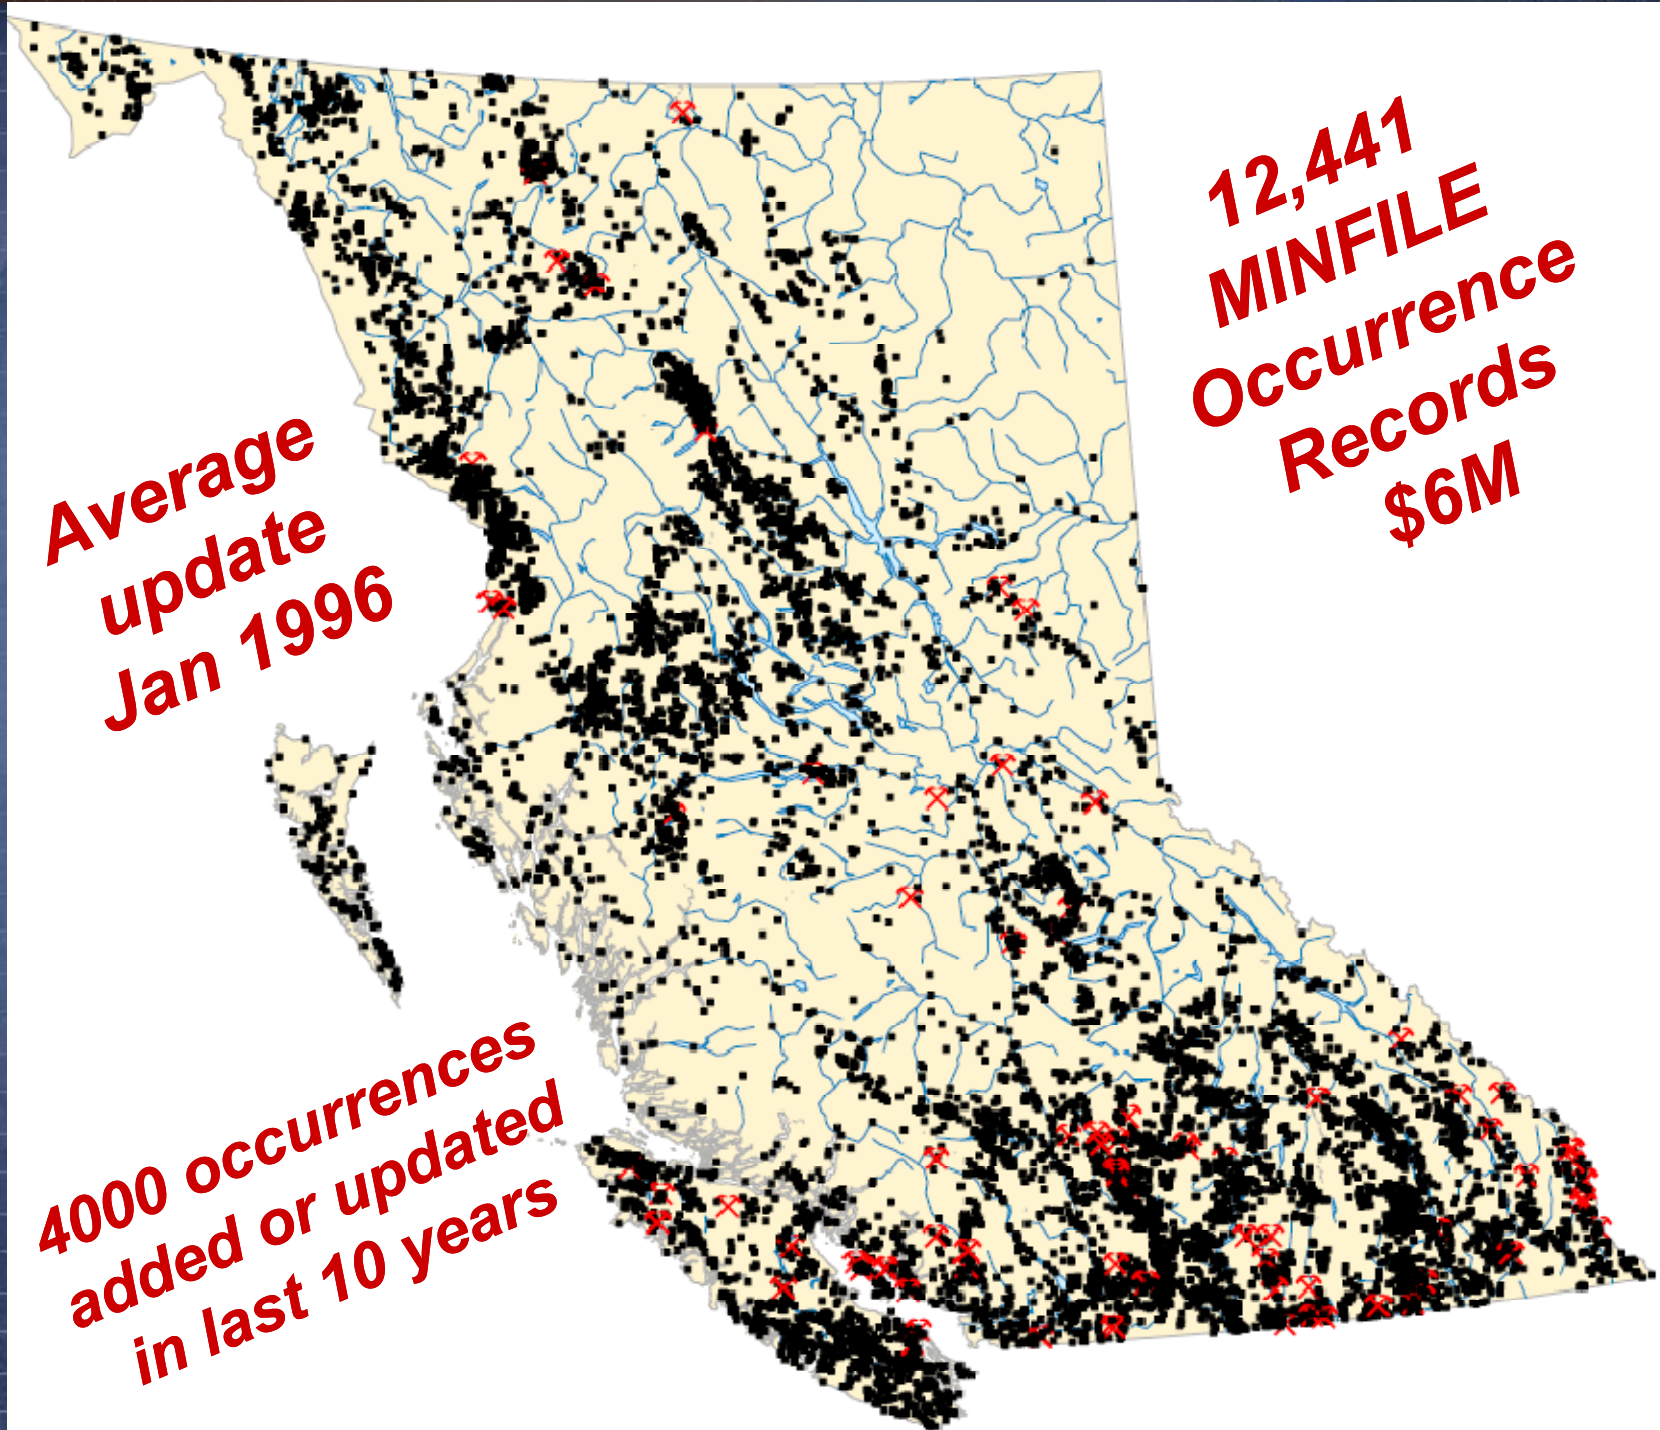 12,441
MINFILE
Occurrence
Records
$6M
Average
update
Jan 1996
4000 occurrences
added or updated
in last 10 years